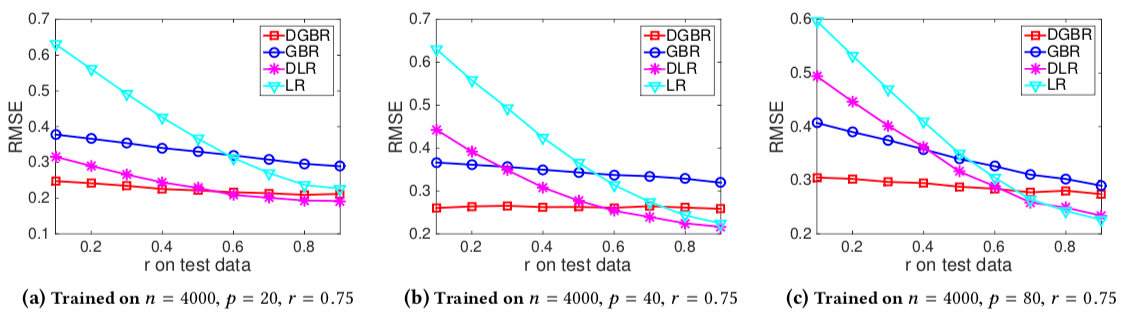 0.7
0.6
0.5
0.4
0.3
0.2
0.1
RMSE
0.2 0.4 0.6 0.8
r on test data
DGBR
GBR
DLR
LR
(a) Trained on n = 4000, p = 20, r = 0.75
0.7
0.6
0.5
0.4
0.3
0.2
RMSE
0.2 0.4 0.6 0.8
r on test data
DGBR
GBR
DLR
LR
(b) Trained on n = 4000, p = 40, r = 0.75
0.6
0.5
0.4
0.3
0.2
RMSE
0.2 0.4 0.6 0.8
r on test data
DGBR
GBR
DLR
LR
(c) Trained on n = 4000, p = 80, r = 0.75